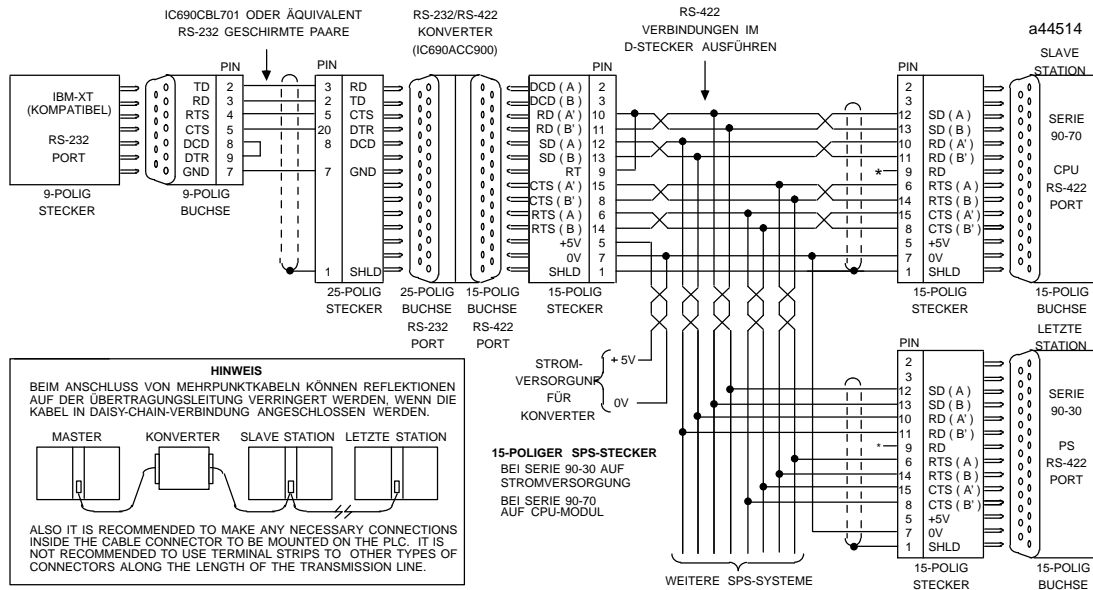 IC690CBL701 ODER ÄQUIVALENT
RS-232 GESCHIRMTE PAARE
RS-232/RS-422
KONVERTER
(IC690ACC900)
RS-422
VERBINDUNGEN IM
D-STECKER AUSFÜHREN
a44514
SLAVE
STATION
IBM-XT
(KOMPATIBEL)
RS-232
PORT
9-POLIG
STECKER
PIN
TD 2
RD 3
RTS 4
CTS 5
DCD 8
DTR 9
GND 7
9-POLIG
BUCHSE
PIN
3 RD
2 TD
5 CTS
20 DTR
8 DCD
7 GND
1 SHLD
25-POLIG
STECKER
25-POLIG
BUCHSE
RS-232
PORT
15-POLIG
BUCHSE
RS-422
PORT
PIN
DCD ( A ) 2
DCD ( B ) 3
RD ( A' ) 10
RD ( B' ) 11
SD ( A ) 12
SD ( B ) 13
RT 9
CTS ( A' ) 15
CTS ( B' ) 8
RTS ( A ) 6
RTS ( B ) 14
+5V 5
0V 7
SHLD 1
15-POLIG
STECKER
PIN
2
3
12 SD ( A )
13 SD ( B )
10 RD ( A' )
11 RD ( B' )
* 9 RD
6 RTS ( A )
14 RTS ( B )
15 CTS ( A' )
8 CTS ( B' )
5 +5V
7 0V
1 SHLD
15-POLIG
STECKER
SERIE
90-70
CPU
RS-422
PORT
15-POLIG
BUCHSE
LETZTE
STATION
PIN
2
3
12 SD ( A )
13 SD ( B )
10 RD ( A' )
11 RD ( B' )
* 9 RD
6 RTS ( A )
14 RTS ( B )
15 CTS ( A' )
8 CTS ( B' )
5 +5V
7 0V
1 SHLD
15-POLIG
STECKER
SERIE
90-30
PS
RS-422
PORT
15-POLIG
BUCHSE
STROM-
VERSORGUNG
FÜR
KONVERTER
+ 5V
0V
15-POLIGER SPS-STECKER
BEI SERIE 90-30 AUF
STROMVERSORGUNG
BEI SERIE 90-70
AUF CPU-MODUL
WEITERE SPS-SYSTEME
HINWEIS
BEIM ANSCHLUSS VON MEHRPUNKTKABELN KÖNNEN REFLEKTIONEN
AUF DER ÜBERTRAGUNGSLEITUNG VERRINGERT WERDEN, WENN DIE
KABEL IN DAISY-CHAIN-VERBINDUNG ANGESCHLOSSEN WERDEN.
MASTER KONVERTER SLAVE STATION LETZTE STATION
ALSO IT IS RECOMMENDED TO MAKE ANY NECESSARY CONNECTIONS
INSIDE THE CABLE CONNECTOR TO BE MOUNTED ON THE PLC. IT IS
NOT RECOMMENDED TO USE TERMINAL STRIPS TO OTHER TYPES OF
CONNECTORS ALONG THE LENGTH OF THE TRANSMISSION LINE.